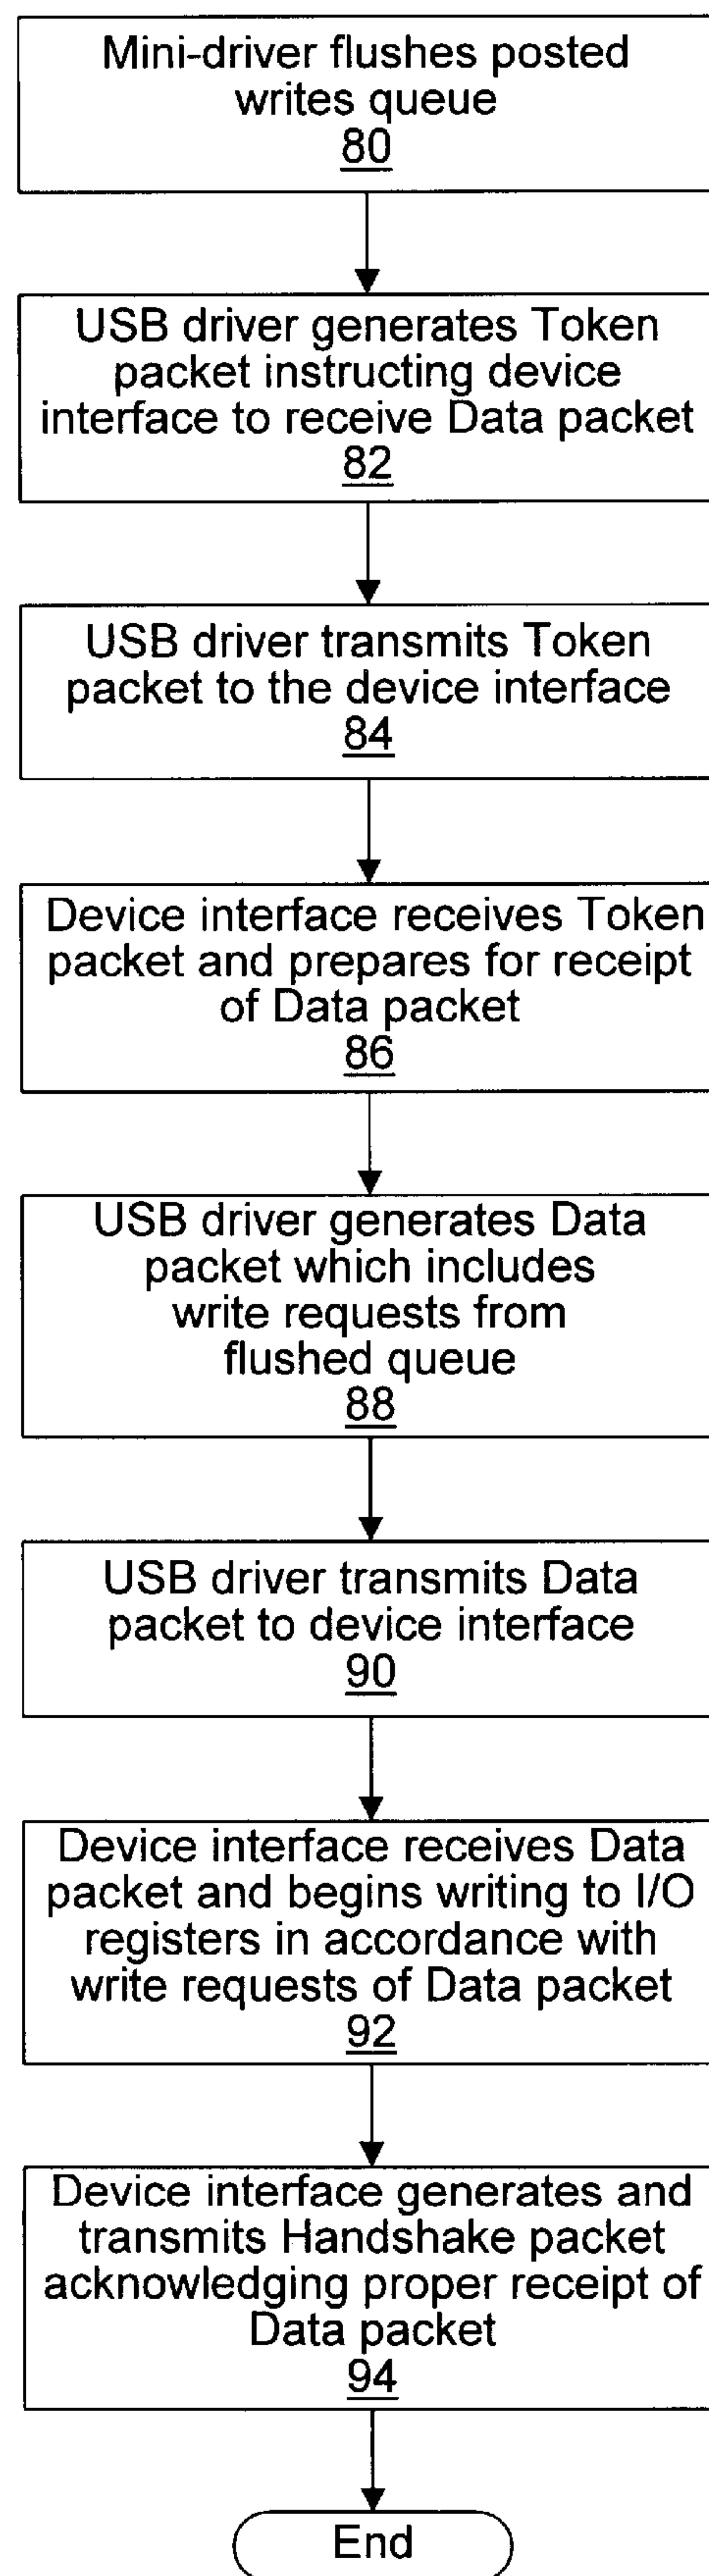 Mini-driver flushes posted
writes queue
80
USB driver generates Token
packet instructing device
interface to receive Data packet
82
USB driver transmits Token
packet to the device interface
84
Device interface receives Token
packet and prepares for receipt
of Data packet
86
USB driver generates Data
packet which includes
write requests from
flushed queue
88
USB driver transmits Data
packet to device interface
90
Device interface receives Data
packet and begins writing to I/O
registers in accordance with
write requests of Data packet
92
Device interface generates and
transmits Handshake packet
acknowledging proper receipt of
Data packet
94
End